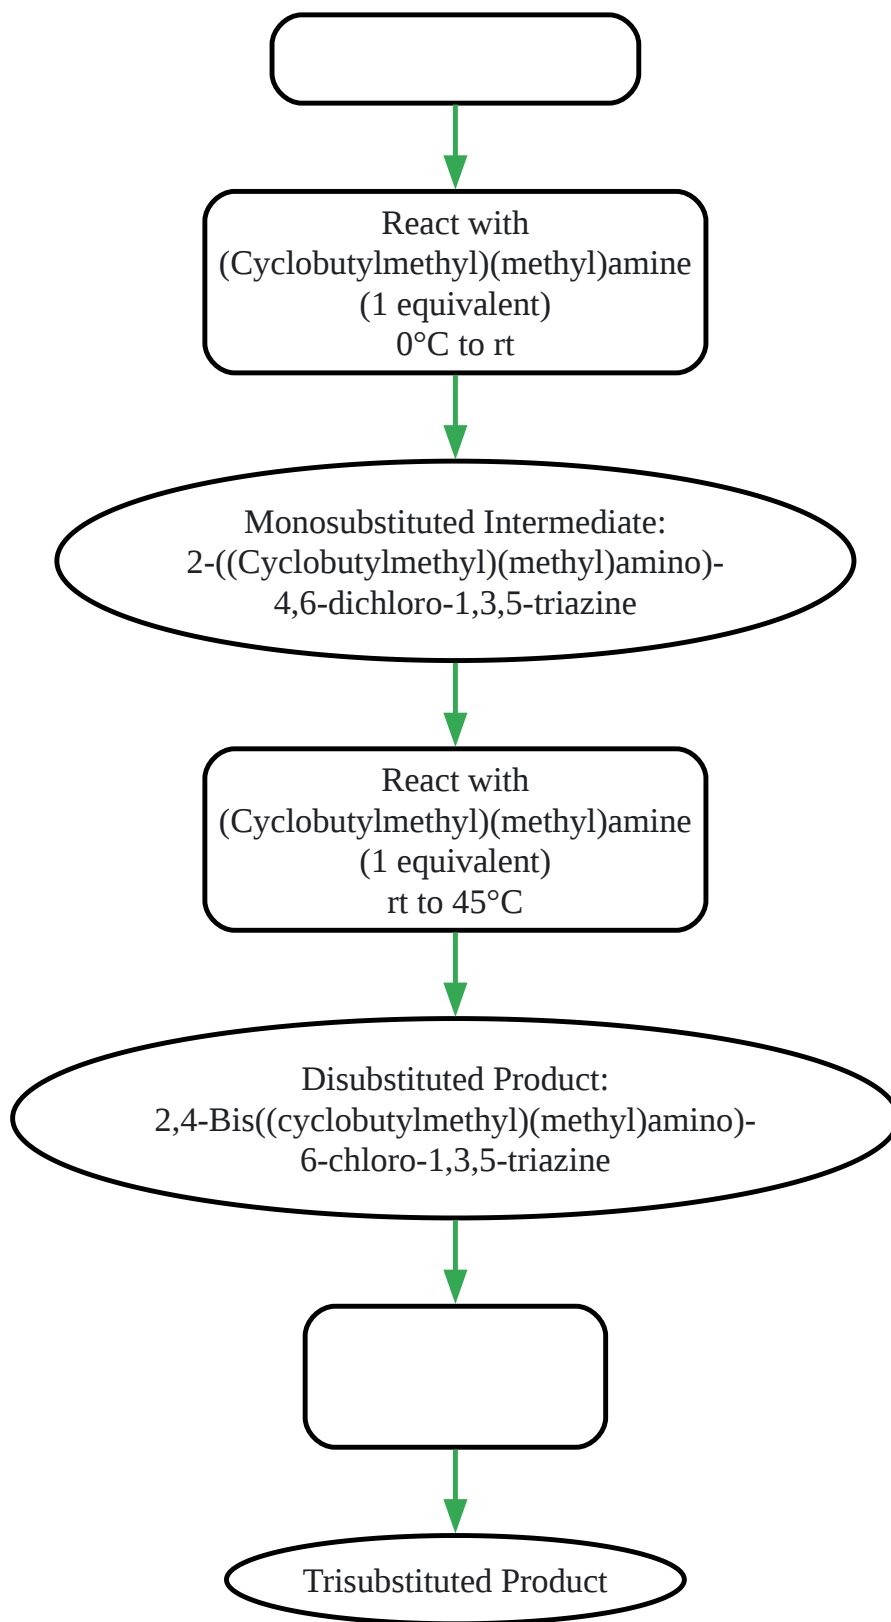 React with
(Cyclobutylmethyl)(methyl)amine
(1 equivalent)
0°C to rt
Monosubstituted Intermediate:
2-((Cyclobutylmethyl)(methyl)amino)-
4,6-dichloro-1,3,5-triazine
React with
(Cyclobutylmethyl)(methyl)amine
(1 equivalent)
rt to 45°C
Disubstituted Product:
2,4-Bis((cyclobutylmethyl)(methyl)amino)-
6-chloro-1,3,5-triazine
Trisubstituted Product